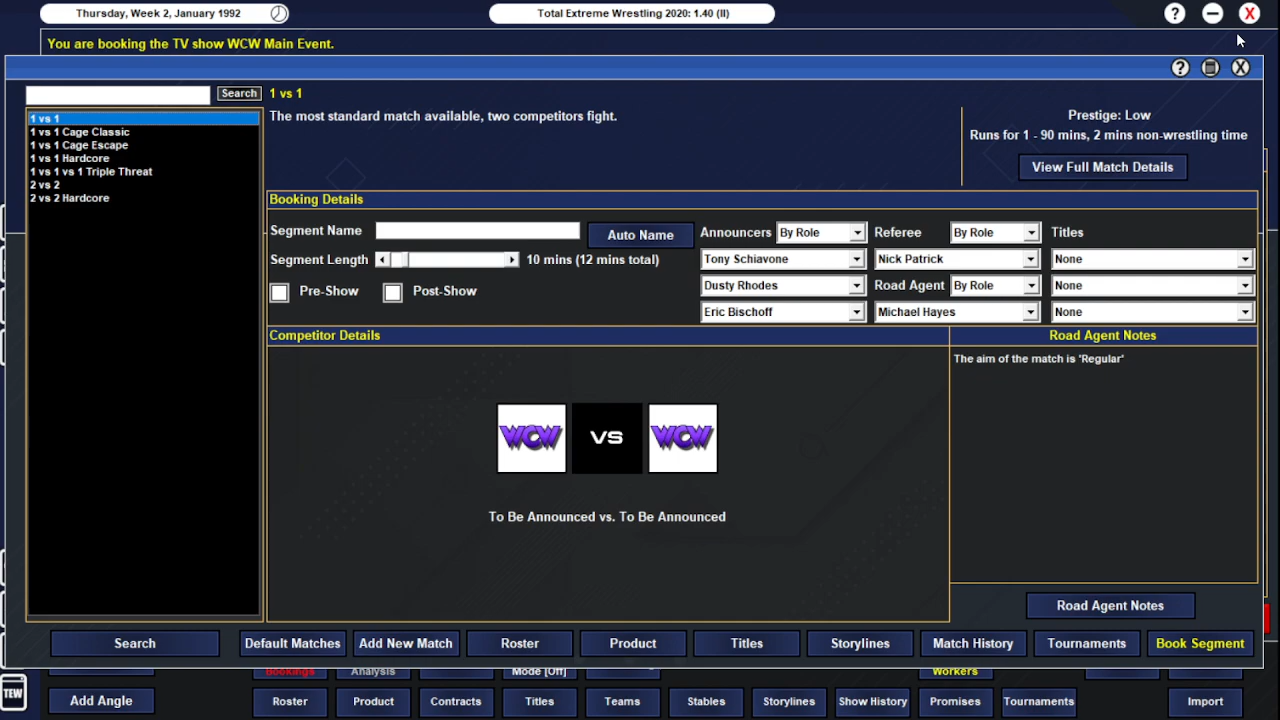 Thursday, Week 2, January 1992
Total Extreme Wrestling 2020: 1.40 (II)
? X
You are booking the TV show WCW Main Event.
? X
Search
1 vs 1
The most standard match available, two competitors fight.
Prestige: Low
Runs for 1 - 90 mins, 2 mins non-wrestling time
View Full Match Details
1 vs 1
1 vs 1 Cage Classic
1 vs 1 Cage Escape
1 vs 1 Hardcore
1 vs 1 vs 1 Triple Threat
2 vs 2
2 vs 2 Hardcore
Booking Details
Segment Name Auto Name Announcers By Role Referee By Role Titles
Segment Length 10 mins (12 mins total) Tony Schiavone Nick Patrick None
Pre-Show Post-Show Dusty Rhodes Road Agent By Role None
Eric Bischoff Michael Hayes None
Competitor Details
Road Agent Notes
The aim of the match is 'Regular'
WCW VS WCW
To Be Announced vs. To Be Announced
Road Agent Notes
Search Default Matches Add New Match Roster Product Titles Storylines Match History Tournaments Book Segment
Bookings Analysis Mode [Off] Workers
TEW Add Angle Roster Product Contracts Titles Teams Stables Storylines Show History Promises Tournaments Import